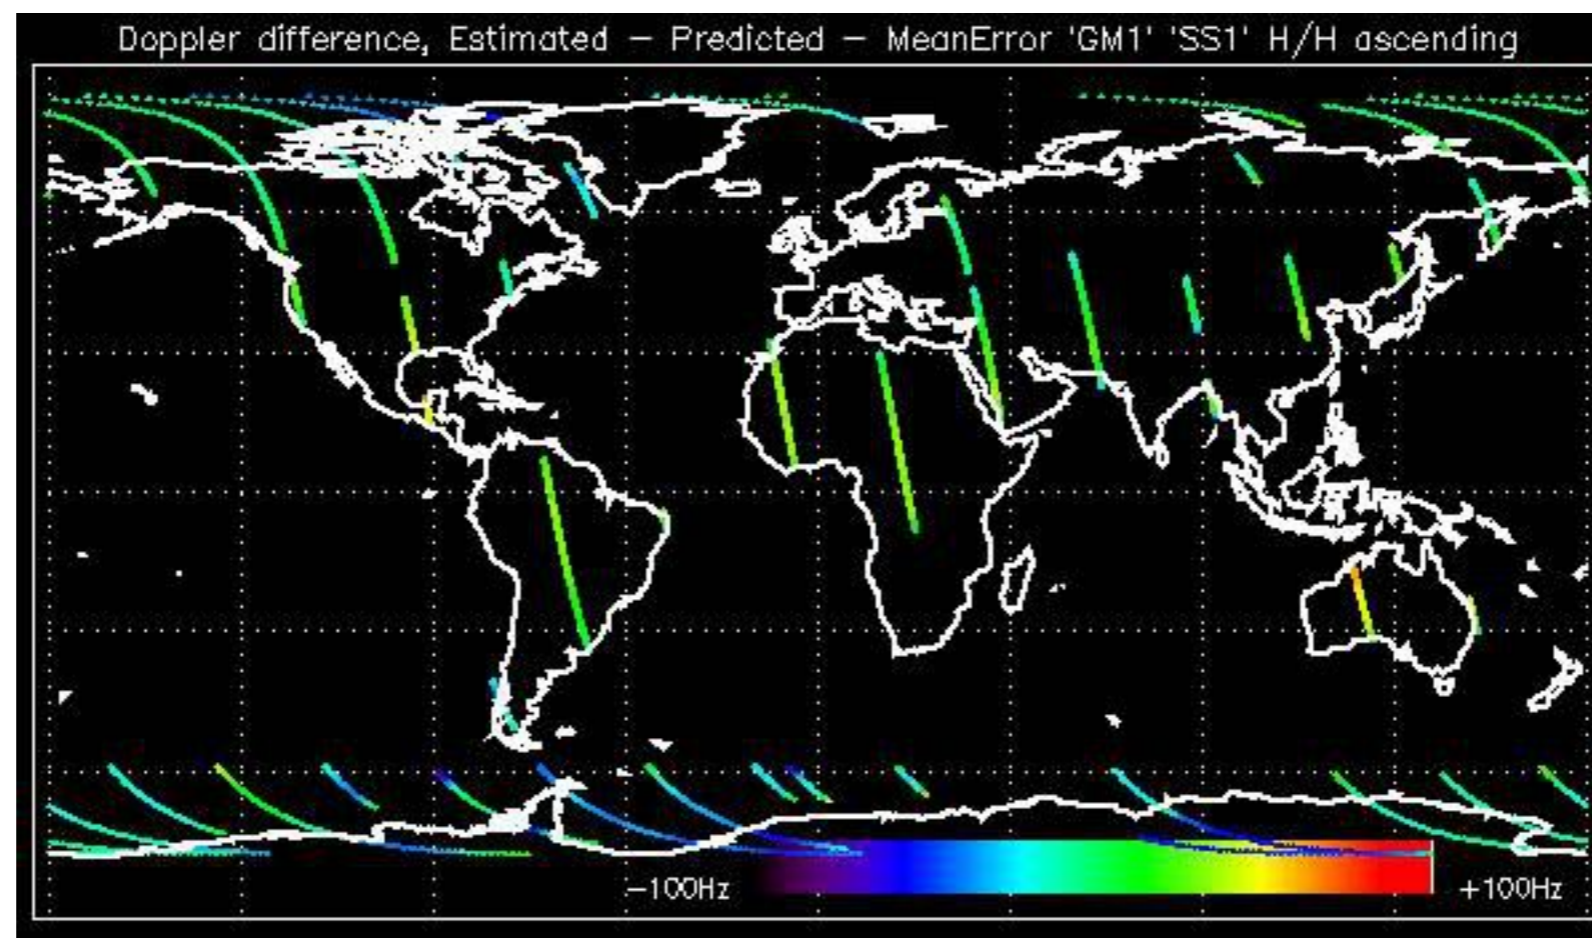 Doppler difference, Estimated − Predicted − MeanError 'GM1' 'SS1' H/H ascending
−100Hz +100Hz